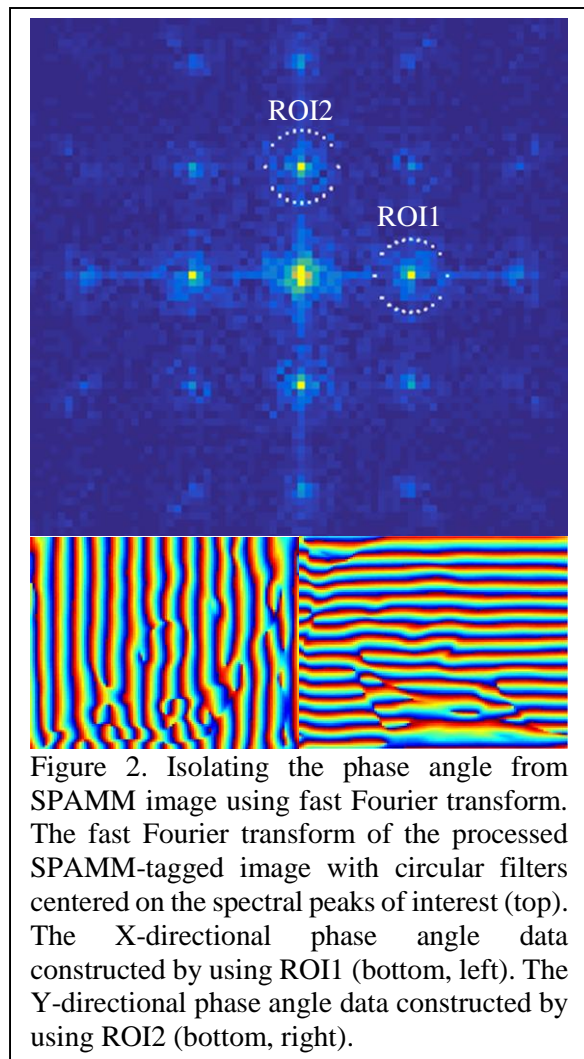 ROI2
ROI1
Figure 2. Isolating the phase angle from
SPAMM image using fast Fourier transform.
The fast Fourier transform of the processed
SPAMM-tagged image with circular filters
centered on the spectral peaks of interest (top).
The X-directional phase angle data
constructed by using ROI1 (bottom, left). The
Y-directional phase angle data constructed by
using ROI2 (bottom, right).